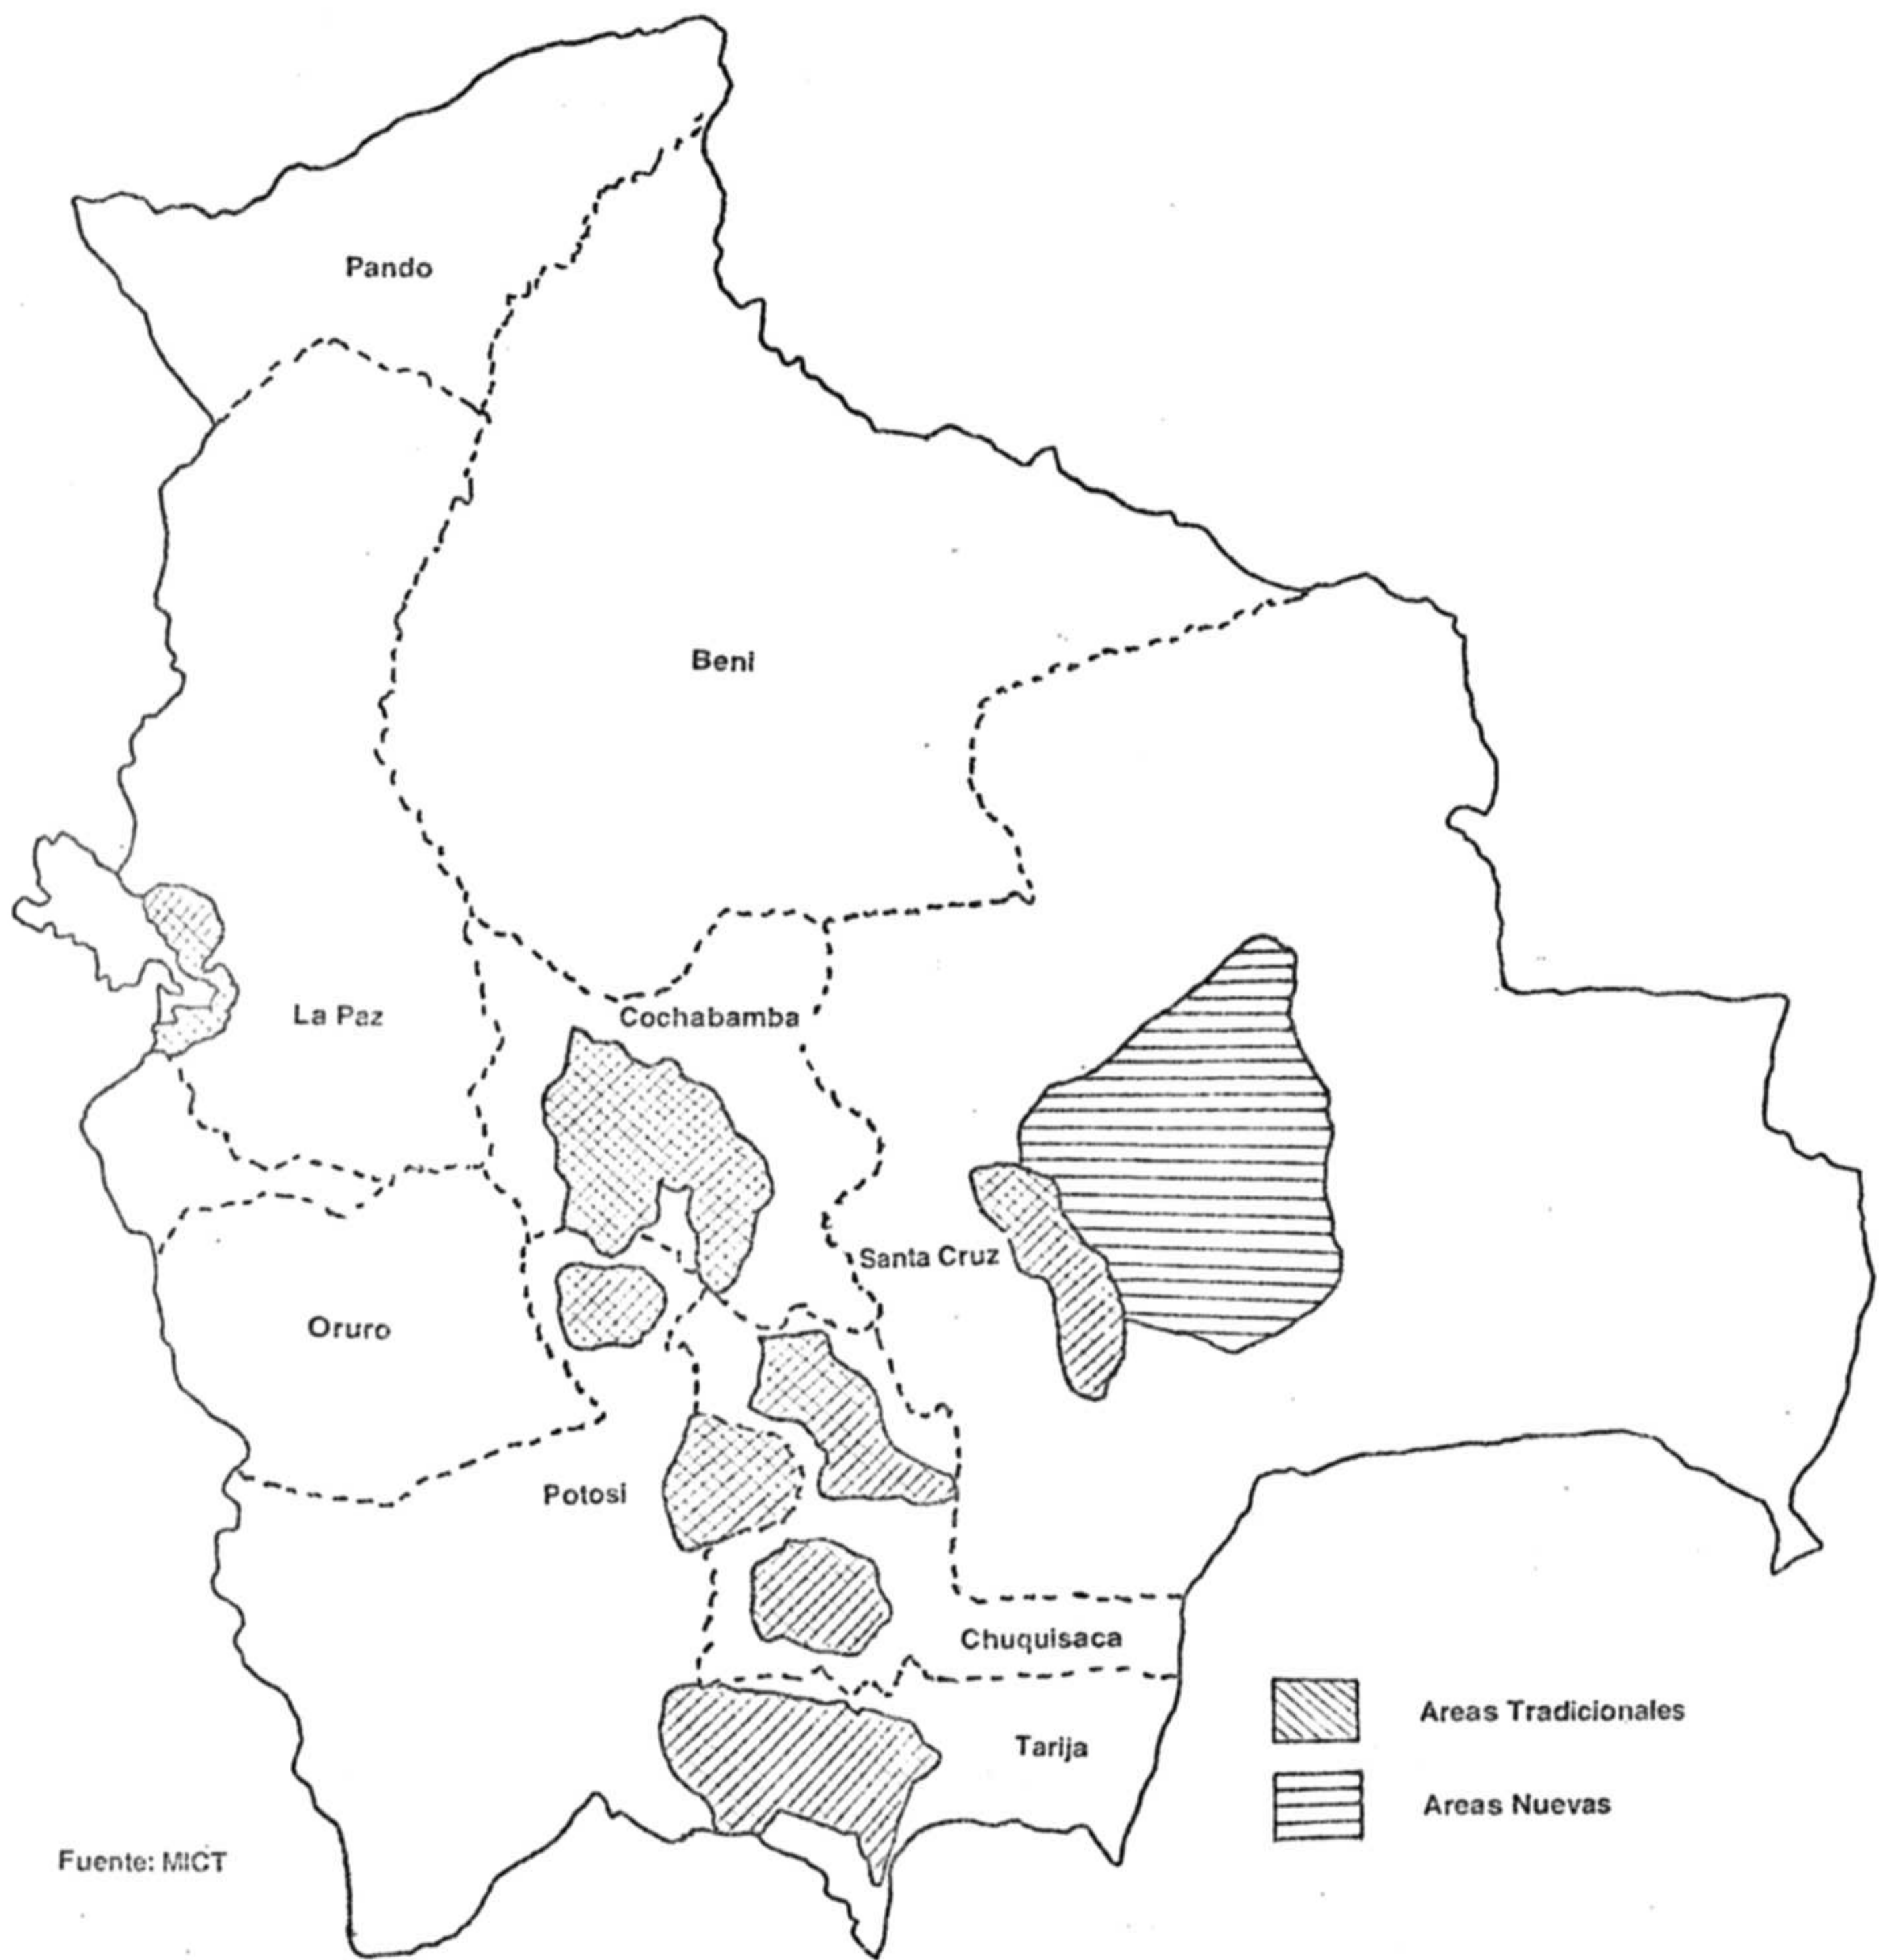 Pando
Beni
La Paz
Cochabamba
Santa Cruz
Oruro
Potosi
Chuquisaca
Tarija
Areas Tradicionales
Areas Nuevas
Fuente: MICT